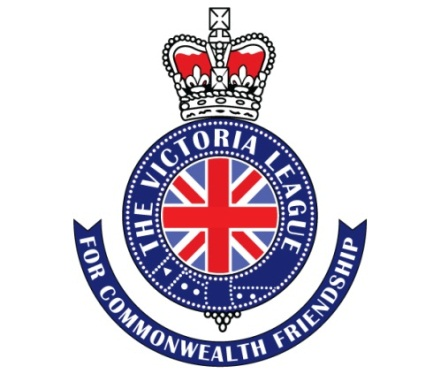 THE VICTORIA LEAGUE
FOR COMMONWEALTH FRIENDSHIP